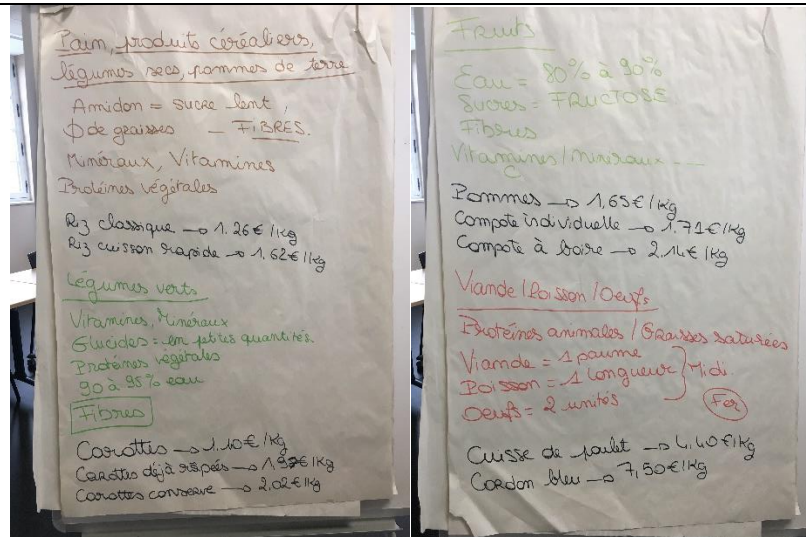 Pain, produits céréaliers,
légumes secs, pommes de terre
Amidon = sucre lent,
φ de graisses - FIBRES.
Minéraux, Vitamines
Protéines végétales
Riz classique → 1.26€/kg
Riz cuisson rapide → 1.62€/kg
Légumes verts
Vitamines, Minéraux
Glucides = en petites quantités.
Protéines végétales
90 à 95% eau
Fibres
Carottes → 1.10€/kg
Carottes déjà râpées → 1,97€/kg
Carottes conserve → 2,02€/kg
Fruits
Eau = 80% à 90%
Sucres = FRUCTOSE
Fibres
Vitamines/minéraux ---
Pommes → 1,65€/kg
Compote individuelle → 1.71€/kg
Compote à boire → 2.14€/kg
Viande/Poisson/Oeufs
Protéines animales / Graisses saturées
Viande = 1 paume
Poisson = 1 longueur } Midi.
Oeufs = 2 unités
Fer
Cuisse de poulet → 4.40€/kg
Cordon bleu → 7,50€/kg